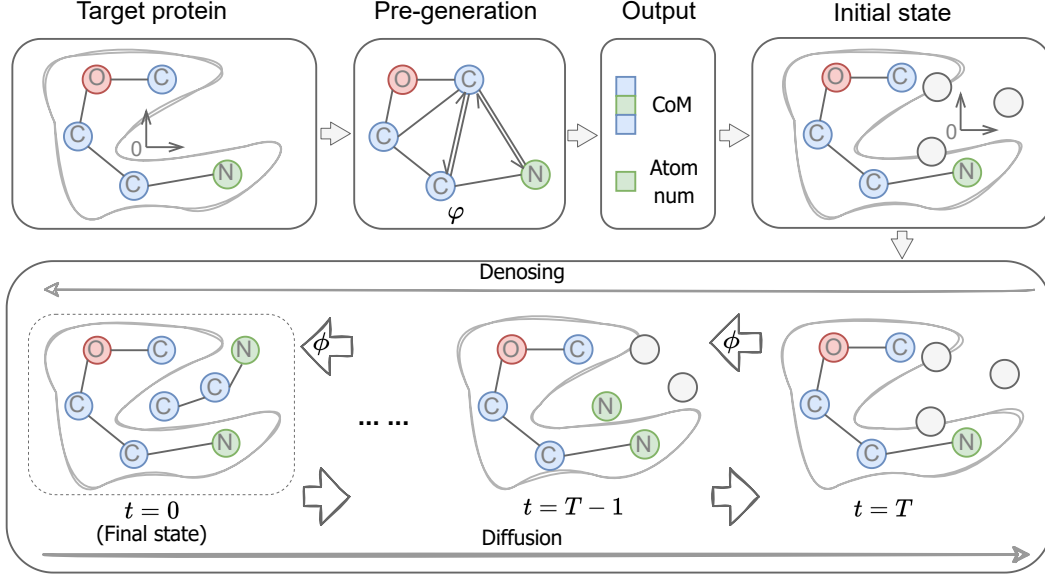 Target protein
Pre-generation
Output
Initial state
O C
C
0
C
N
O C
C
C
N
φ
CoM
Atom
num
O C
C
0
C
N
Denosing
O C N
C C
C
C
N
ϕ
... ...
O C
C
N
C
N
ϕ
O C
C
C
N
t = 0
(Final state)
t = T − 1
t = T
Diffusion